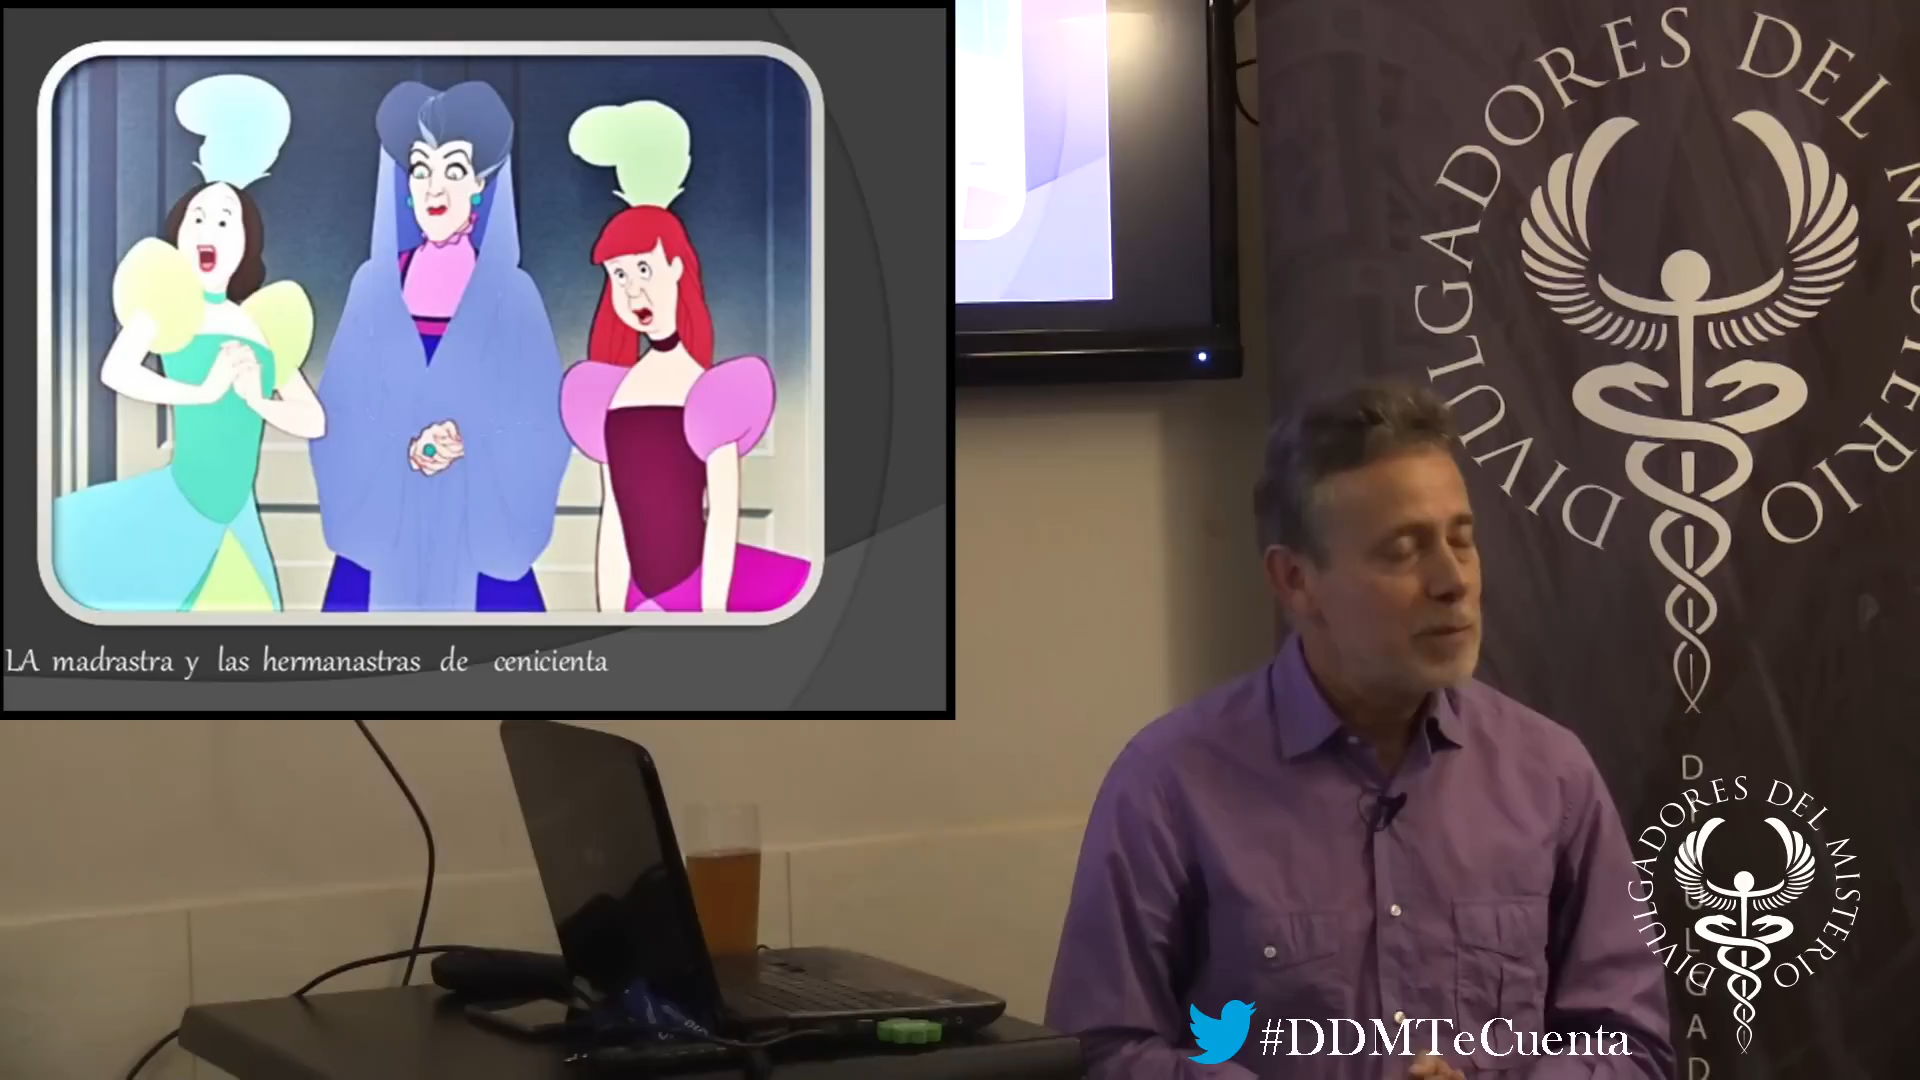 LA madrastra y las hermanastras de cenicienta
DIVULGADORES DEL MISTERIO
DIVULGADORES DEL MISTERIO
#DDMTeCuenta